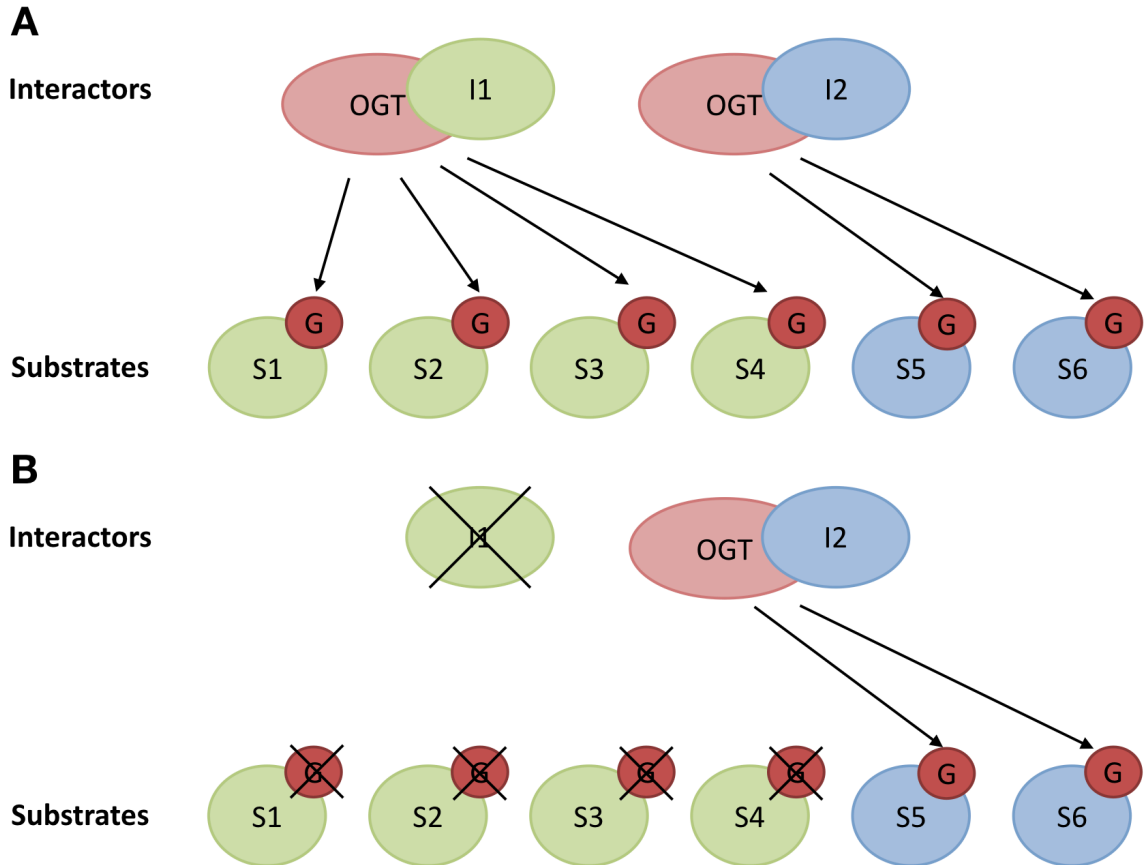 A
Interactors
OGT I1 OGT I2
G G G G G G
Substrates
S1 S2 S3 S4 S5 S6
B
Interactors
I1 OGT I2
G G G G G G
Substrates
S1 S2 S3 S4 S5 S6